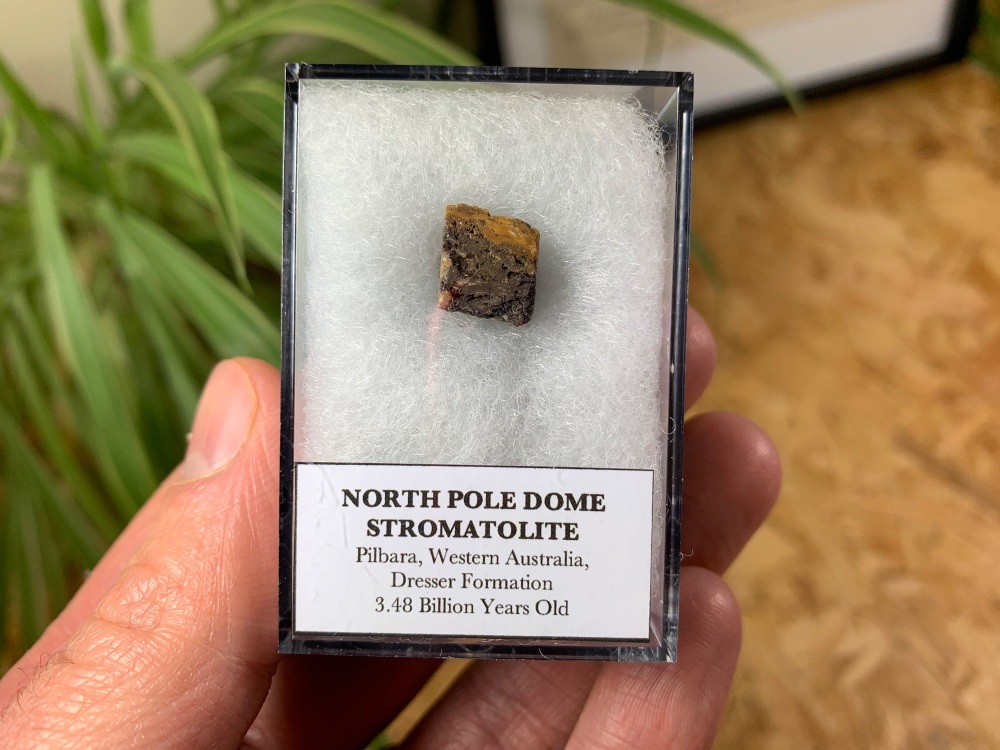 NORTH POLE DOME
STROMATOLITE
Pilbara, Western Australia,
Dresser Formation
3.48 Billion Years Old